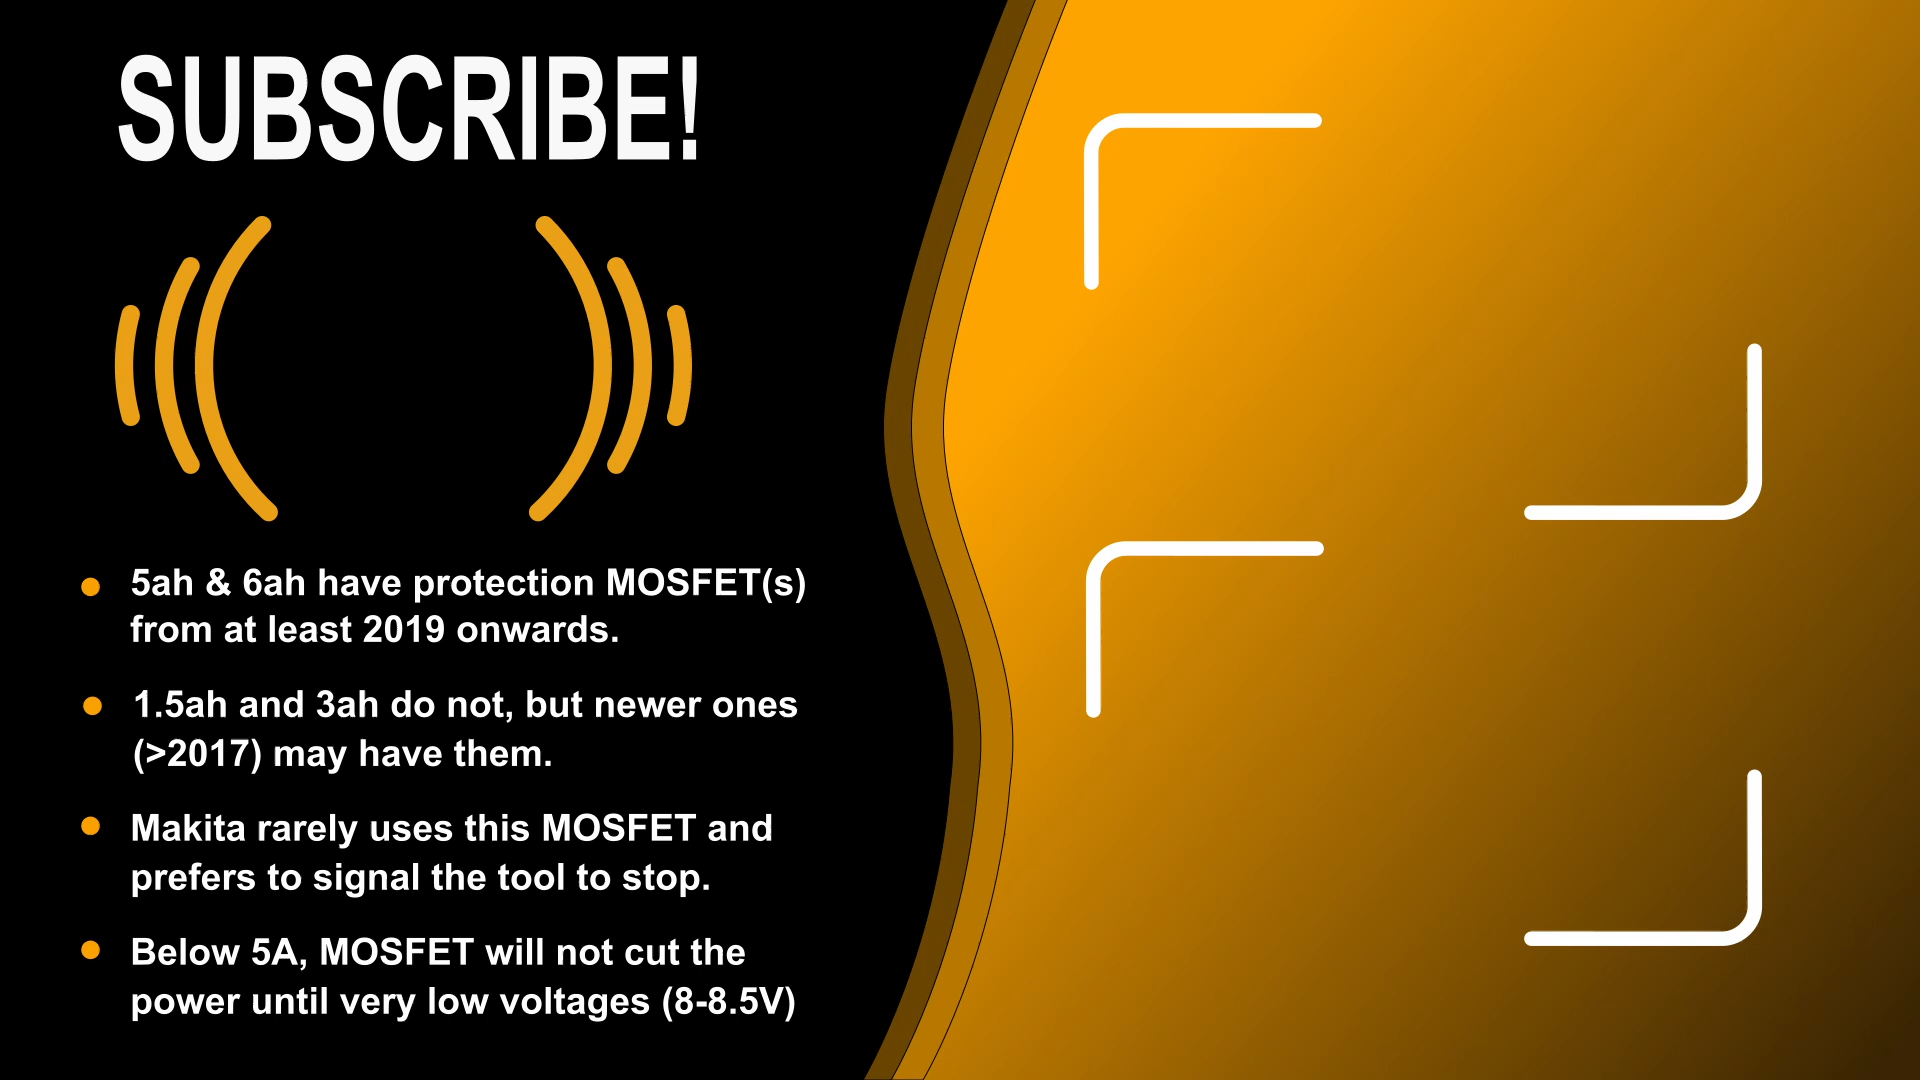 SUBSCRIBE!
5ah & 6ah have protection MOSFET(s)
from at least 2019 onwards.
1.5ah and 3ah do not, but newer ones
(>2017) may have them.
Makita rarely uses this MOSFET and
prefers to signal the tool to stop.
Below 5A, MOSFET will not cut the
power until very low voltages (8-8.5V)